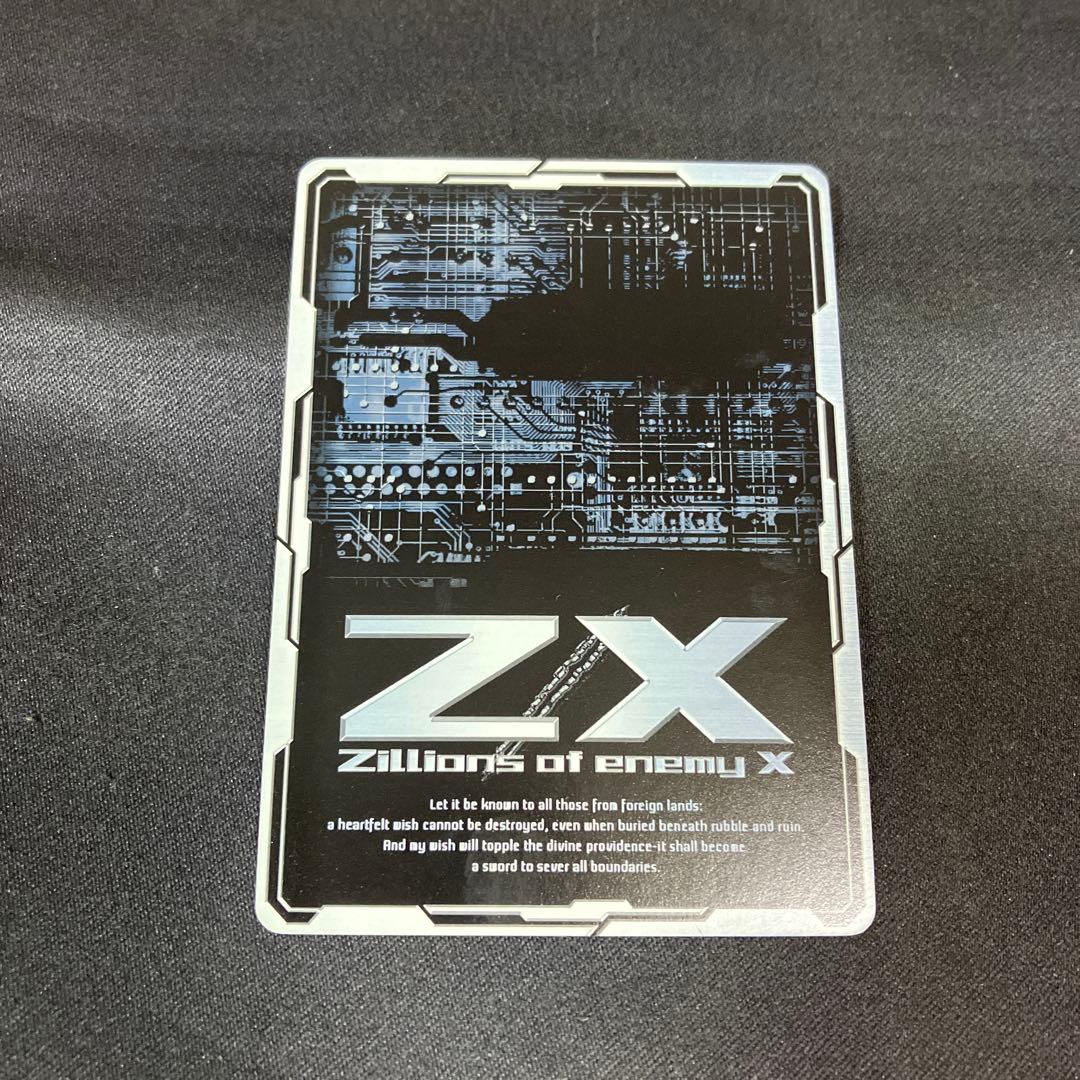 Z/X
Zillions of enemy X
Let it be known to all those from foreign lands:
a heartfelt wish cannot be destroyed, even when buried beneath rubble and ruin.
And my wish will topple the divine providence-it shall become
a sword to sever all boundaries.